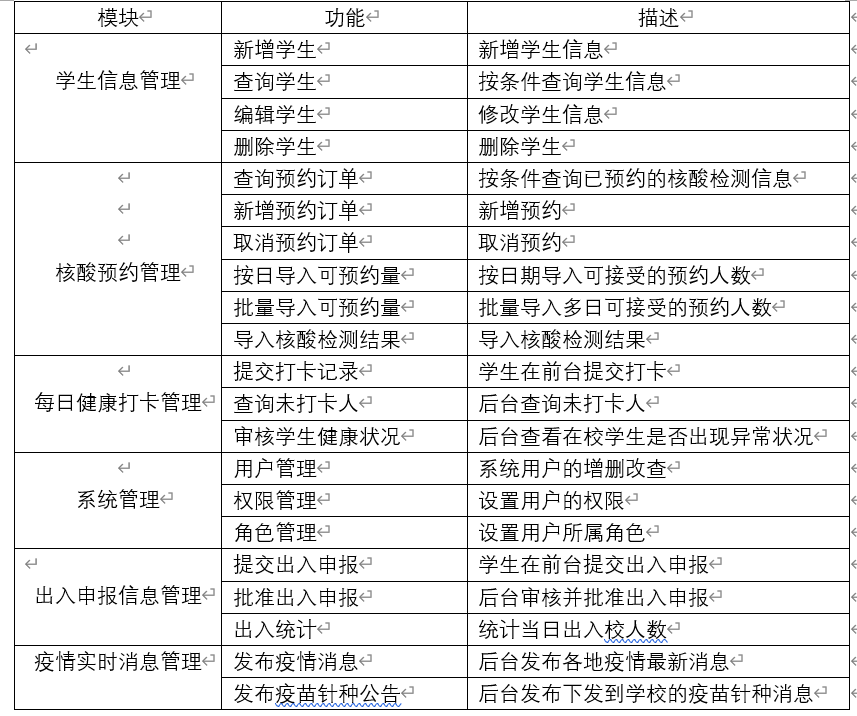 模块 功能 描述
新增学生 新增学生信息
学生信息管理 查询学生 按条件查询学生信息
编辑学生 修改学生信息
删除学生 删除学生
查询预约订单 按条件查询已预约的核酸检测信息
新增预约订单 新增预约
取消预约订单 取消预约
核酸预约管理 按日导入可预约量 按日期导入可接受的预约人数
批量导入可预约量 批量导入多日可接受的预约人数
导入核酸检测结果 导入核酸检测结果
提交打卡记录 学生在前台提交打卡
每日健康打卡管理 查询未打卡人 后台查询未打卡人
审核学生健康状况 后台查看在校学生是否出现异常状况
用户管理 系统用户的增删改查
系统管理 权限管理 设置用户的权限
角色管理 设置用户所属角色
提交出入申报 学生在前台提交出入申报
出入申报信息管理 批准出入申报 后台审核并批准出入申报
出入统计 统计当日出入校人数
疫情实时消息管理 发布疫情消息 后台发布各地疫情最新消息
发布疫苗针种公告 后台发布下发到学校的疫苗针种消息